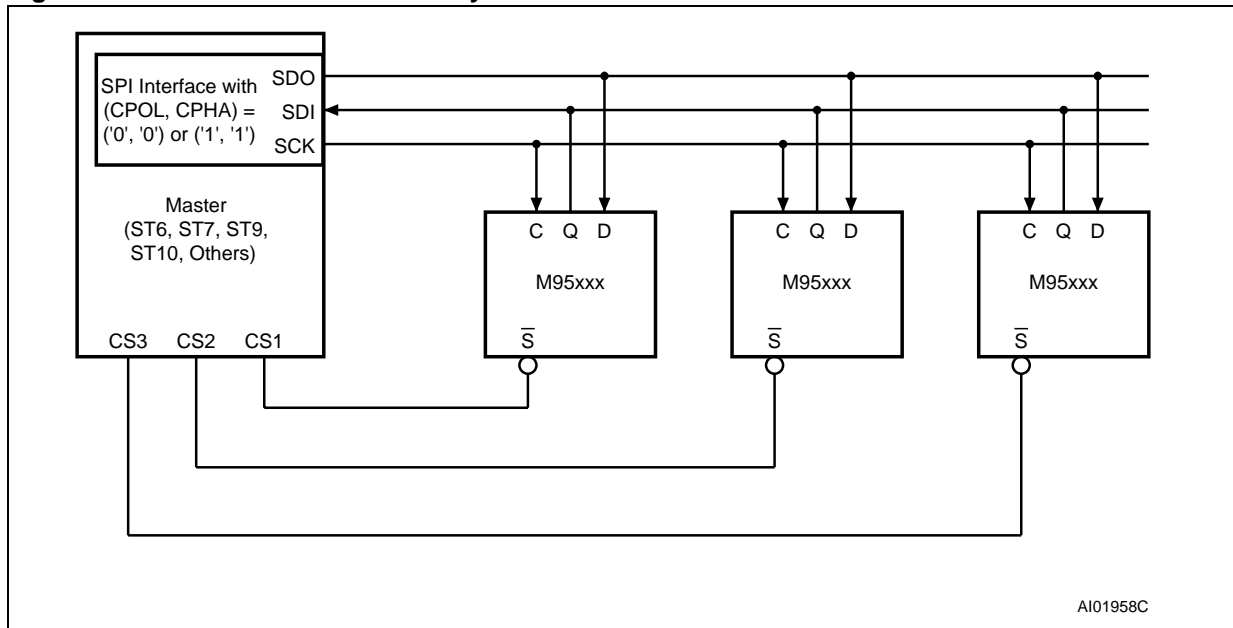 SPI Interface with
(CPOL, CPHA) =
('0', '0') or ('1', '1')
SDO
SDI
SCK
Master
(ST6, ST7, ST9,
ST10, Others)
CS3 CS2 CS1
C Q D
M95xxx
S
C Q D
M95xxx
S
C Q D
M95xxx
S
AI01958C